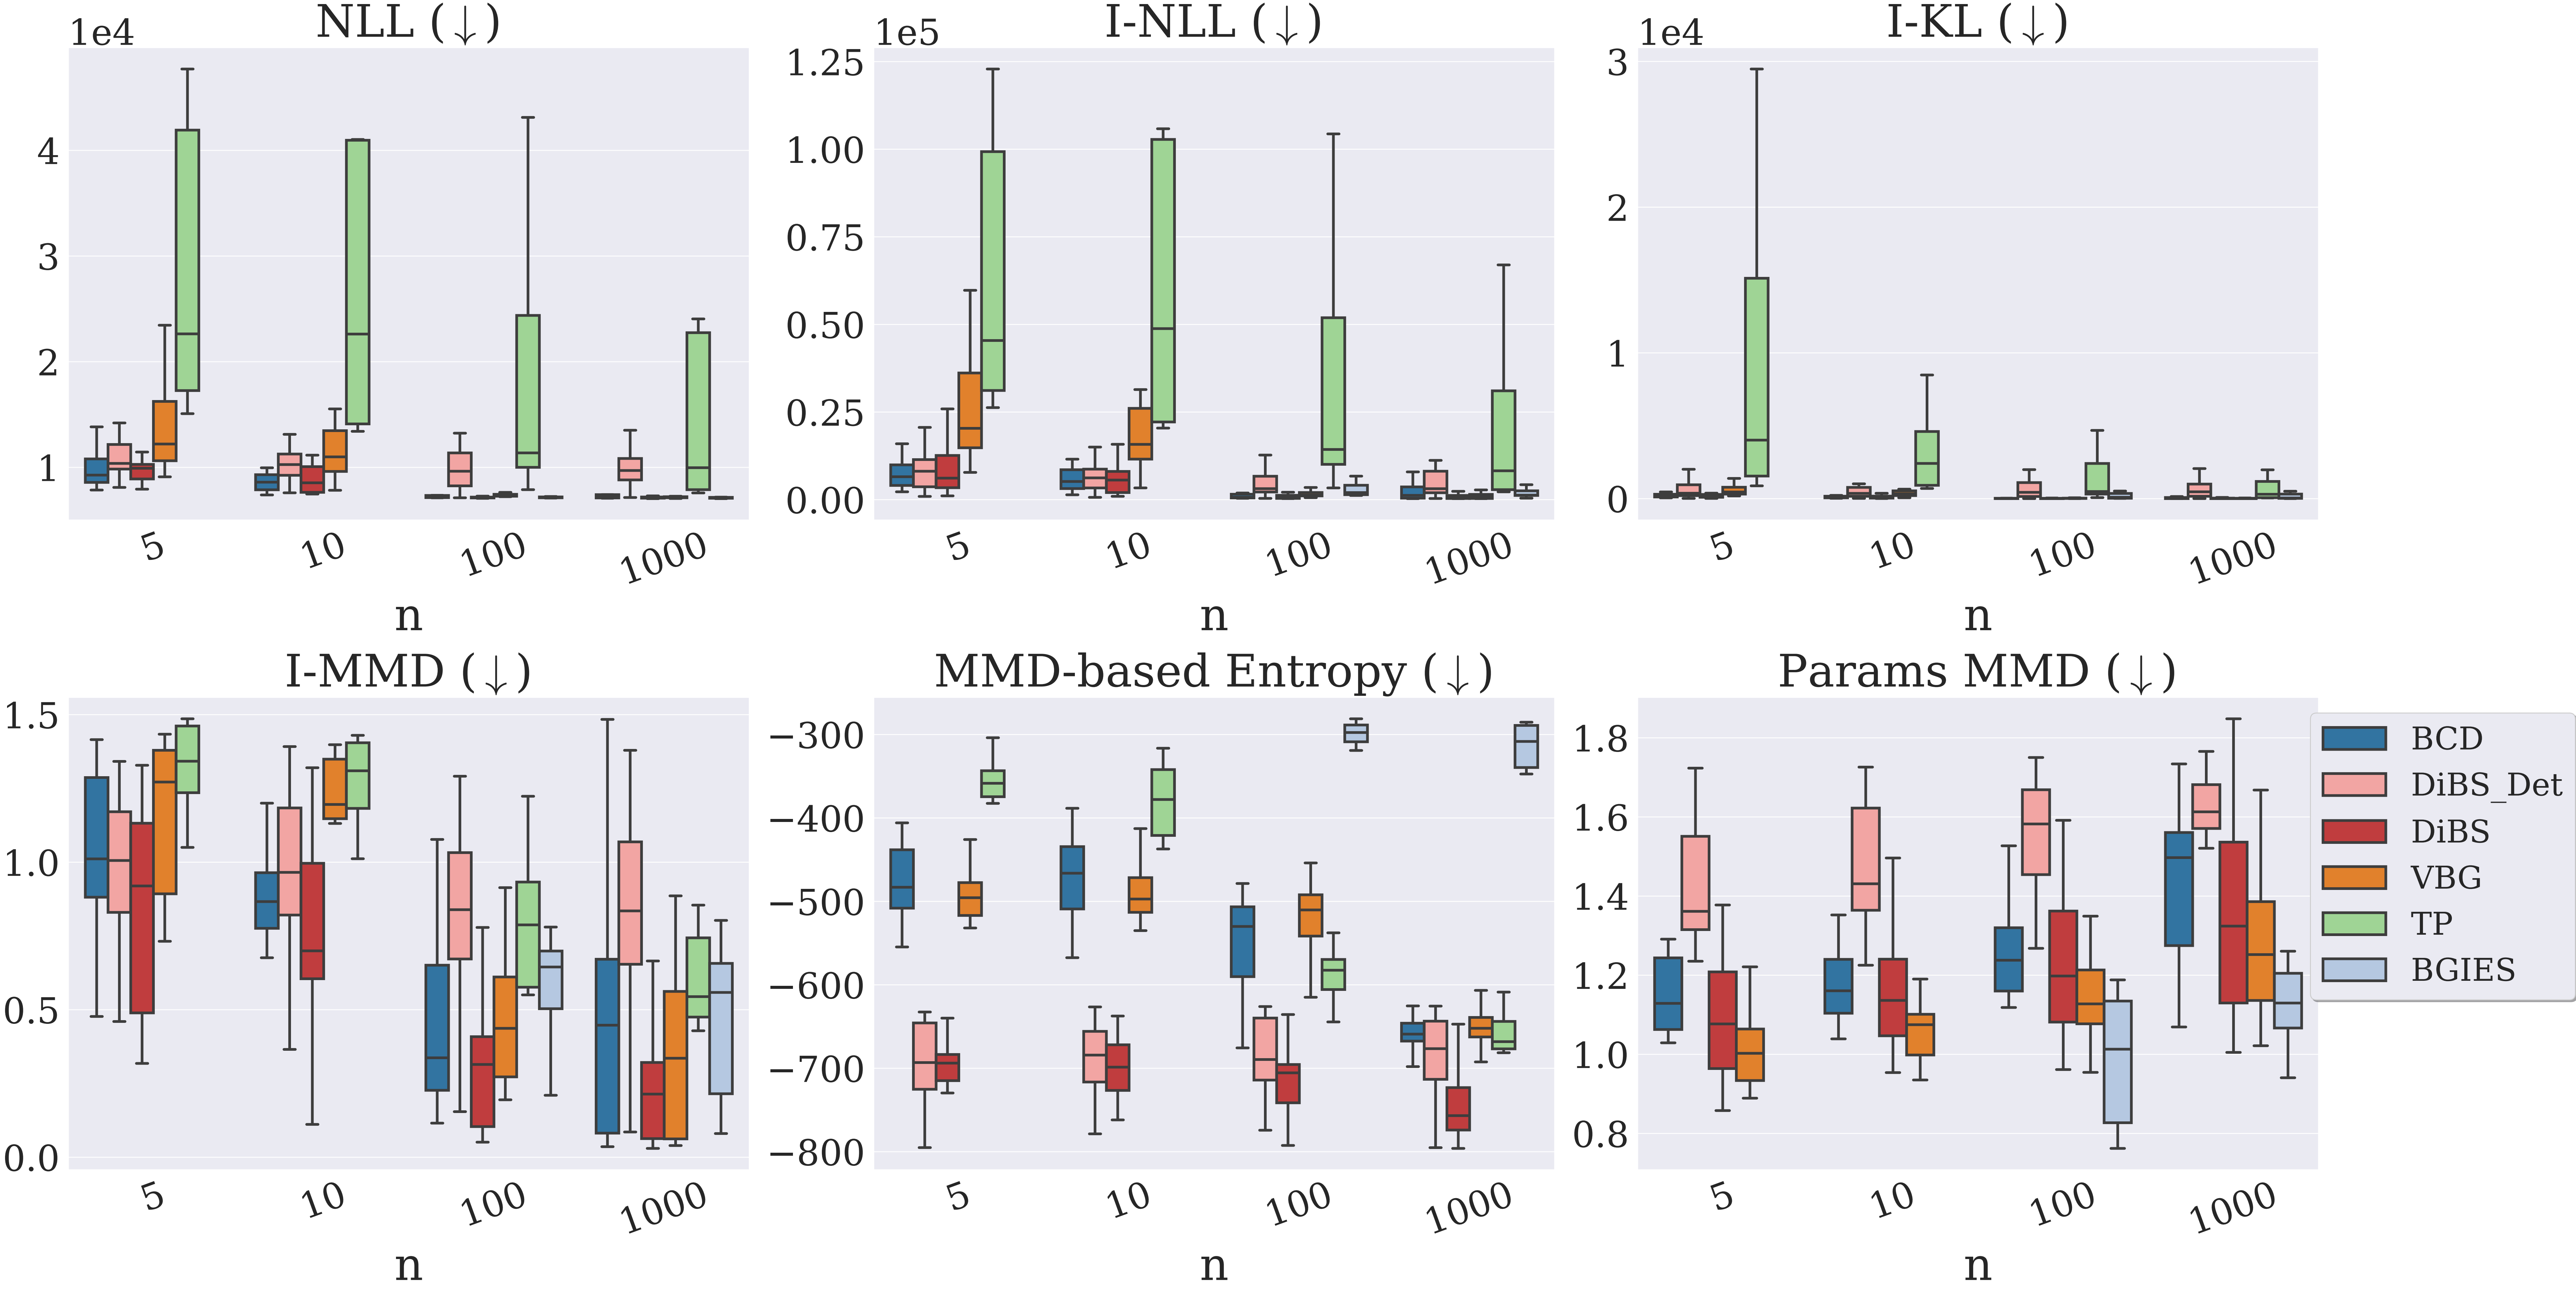 NLL (↓)
1e4
4
3
2
1
5 10 100 1000
n
I-NLL (↓)
1e5
1.25
1.00
0.75
0.50
0.25
0.00
5 10 100 1000
n
I-KL (↓)
1e4
3
2
1
0
5 10 100 1000
n
I-MMD (↓)
1.5
1.0
0.5
0.0
5 10 100 1000
n
MMD-based Entropy (↓)
−300
−400
−500
−600
−700
−800
5 10 100 1000
n
Params MMD (↓)
1.8
1.6
1.4
1.2
1.0
0.8
5 10 100 1000
n
BCD
DiBS_Det
DiBS
VBG
TP
BGIES